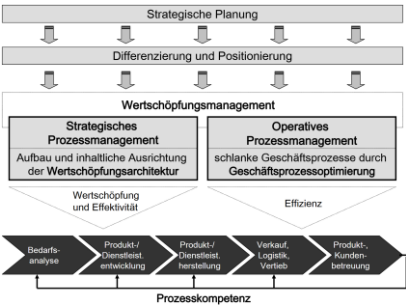 Strategische Planung
Differenzierung und Positionierung
Wertschöpfungsmanagement
Strategisches
Prozessmanagement
Aufbau und inhaltliche Ausrichtung
der Wertschöpfungsarchitektur
Operatives
Prozessmanagement
schlanke Geschäftsprozesse durch
Geschäftsprozessoptimierung
Wertschöpfung
und Effektivität
Effizienz
Bedarfs-
analyse
Produkt-/
Dienstleist.
entwicklung
Produkt-/
Dienstleist.
herstellung
Verkauf,
Logistik,
Vertrieb
Produkt-,
Kunden-
betreuung
Prozesskompetenz